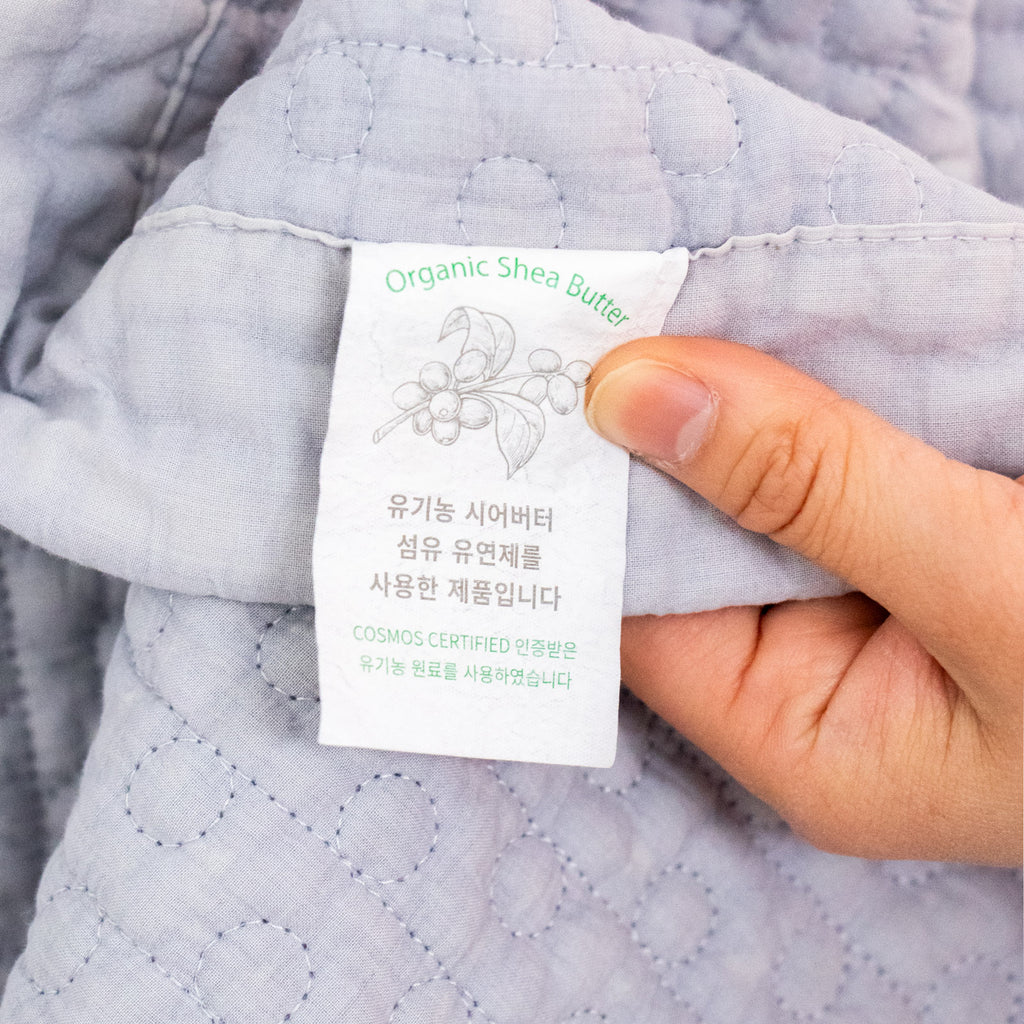 Organic Shea Butter
유기농 시어버터
섬유 유연제를
사용한 제품입니다
COSMOS CERTIFIED 인증받은
유기농 원료를 사용하였습니다